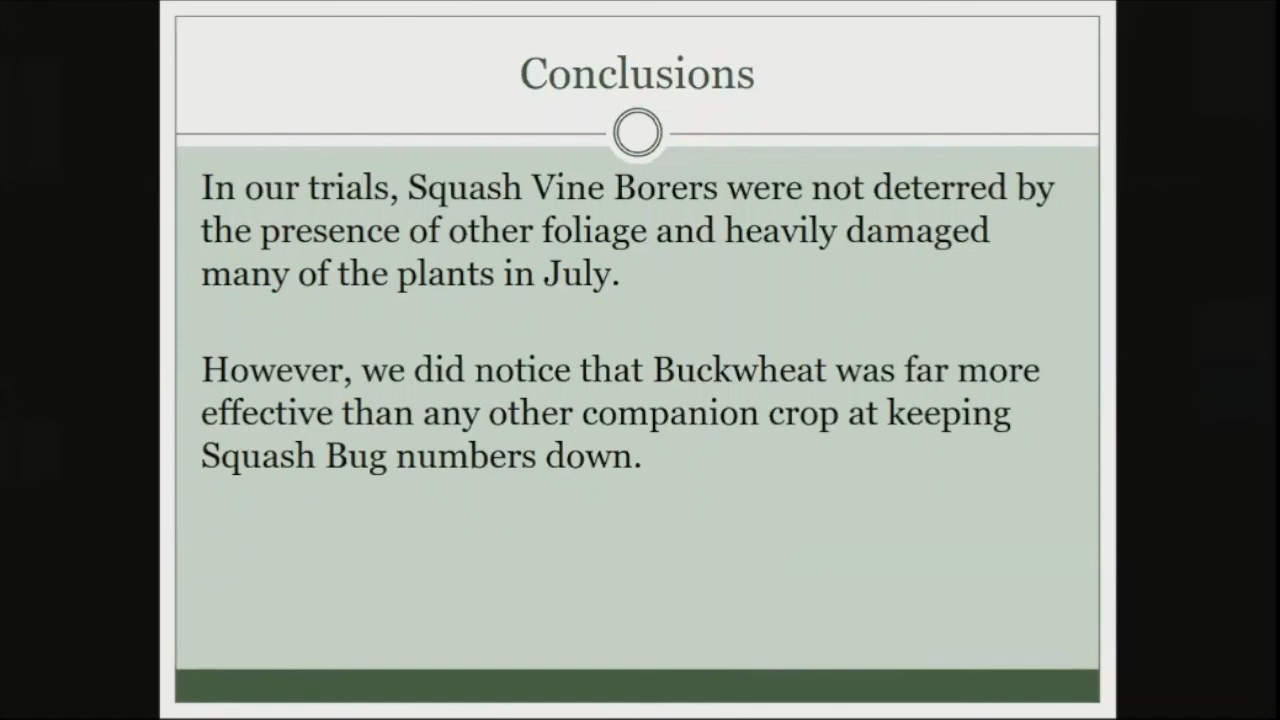 Conclusions
In our trials, Squash Vine Borers were not deterred by
the presence of other foliage and heavily damaged
many of the plants in July.
However, we did notice that Buckwheat was far more
effective than any other companion crop at keeping
Squash Bug numbers down.